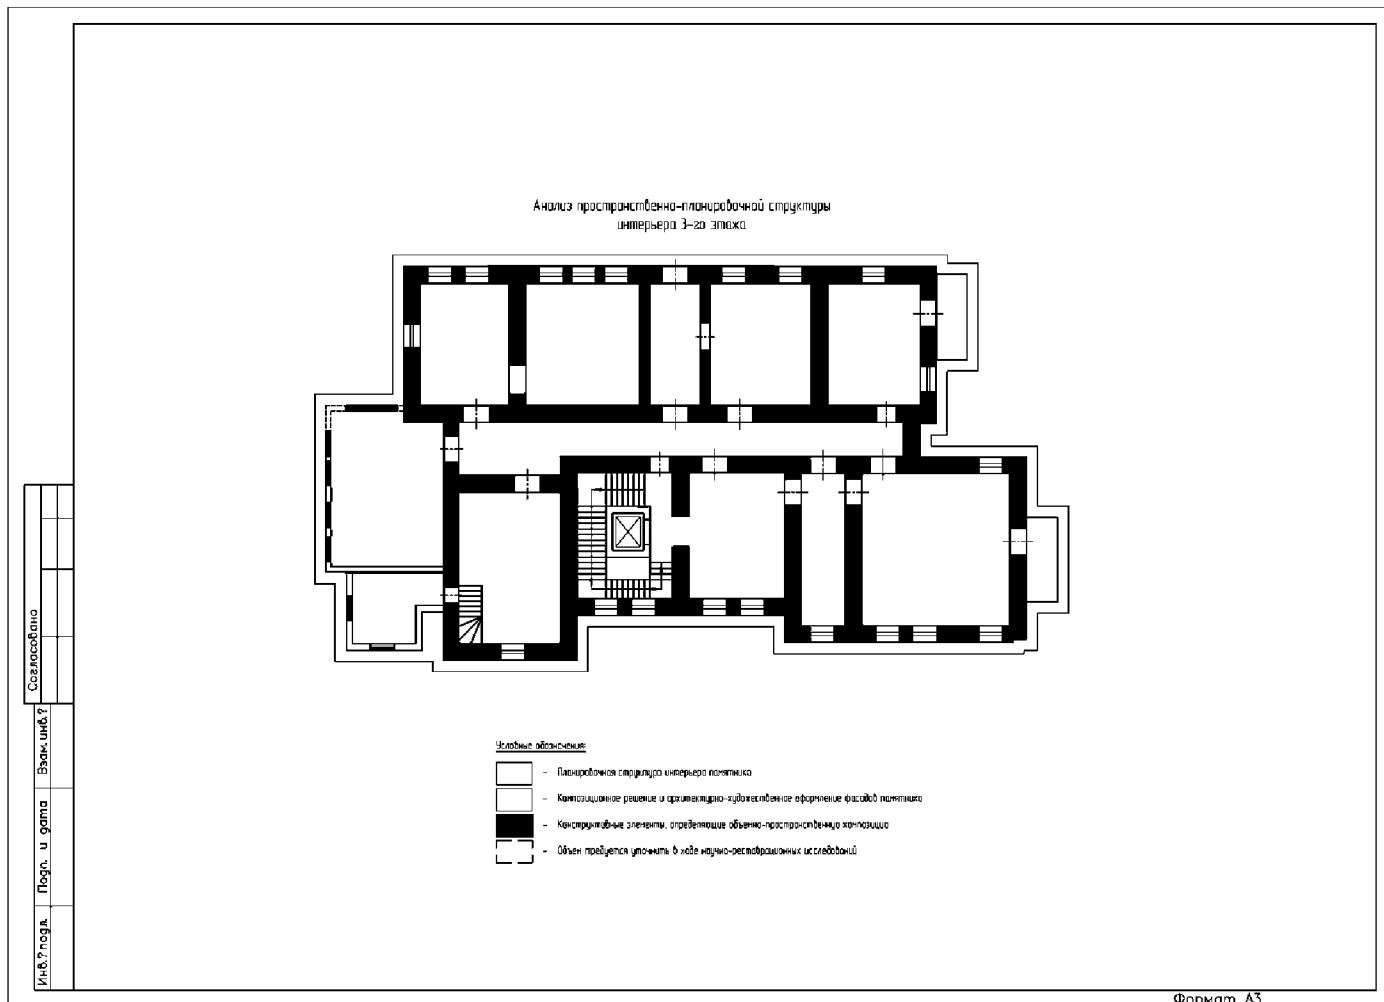 Анализ пространственно-планировочной структуры
интерьера 3-го этажа
Условные обозначения:
- Планировочная структура интерьера памятника
- Композиционное решение и архитектурно-художественное оформление фасадов памятника
- Конструктивные элементы, определяющие объемно-пространственную композицию
- Объем требуется уточнить в ходе научно-реставрационных исследований
Согласовано
Взам. инв.?
Подп. и дата
Инв.? подл.
Формат А3